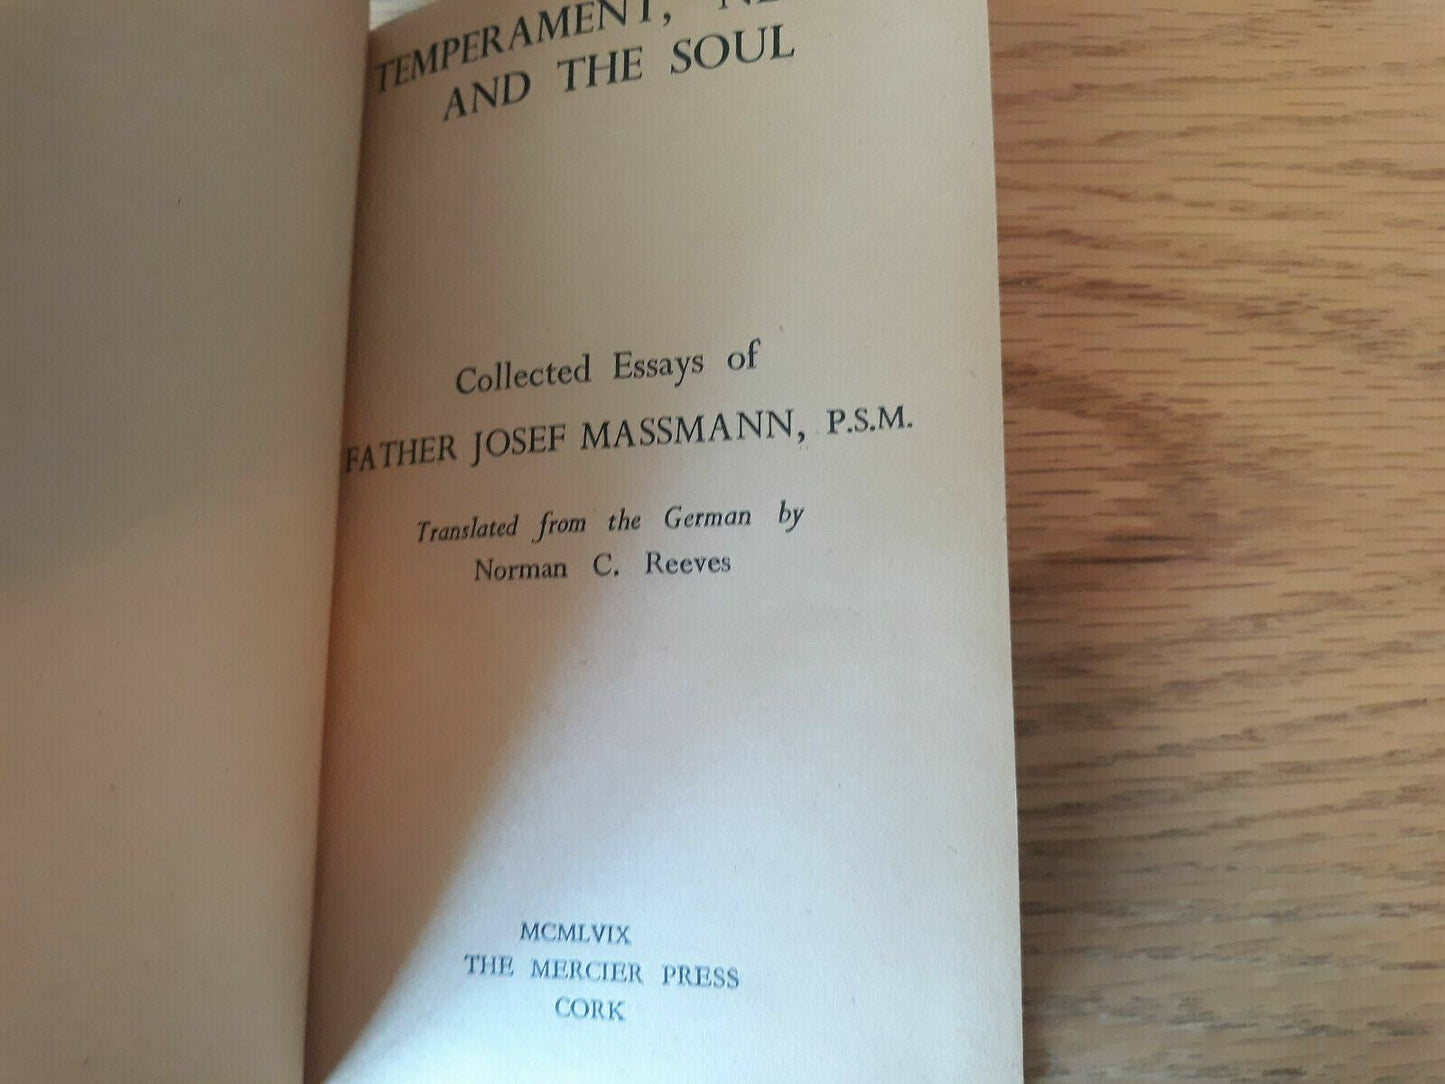 TEMPERAMENT,
AND THE SOUL
Collected Essays of
FATHER JOSEF MASSMANN, P.S.M.
Translated from the German by
Norman C. Reeves
MCMLVIX
THE MERCIER PRESS
CORK